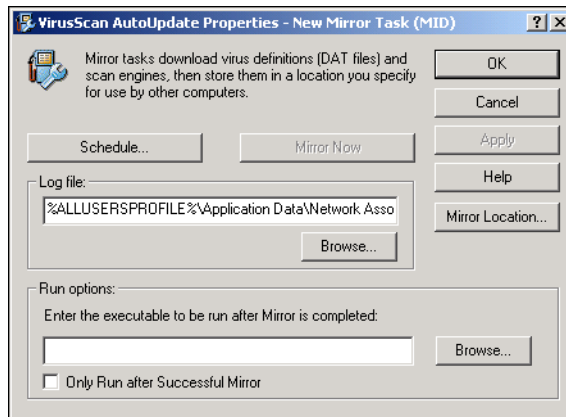 VirusScan AutoUpdate Properties - New Mirror Task (MID)
Mirror tasks download virus definitions (DAT files) and
scan engines, then store them in a location you specify
for use by other computers.
OK
Cancel
Apply
Help
Mirror Location...
Schedule...
Mirror Now
Log file:
%ALLUSERSPROFILE%\Application Data\Network Asso
Browse...
Run options:
Enter the executable to be run after Mirror is completed:
Browse...
Only Run after Successful Mirror